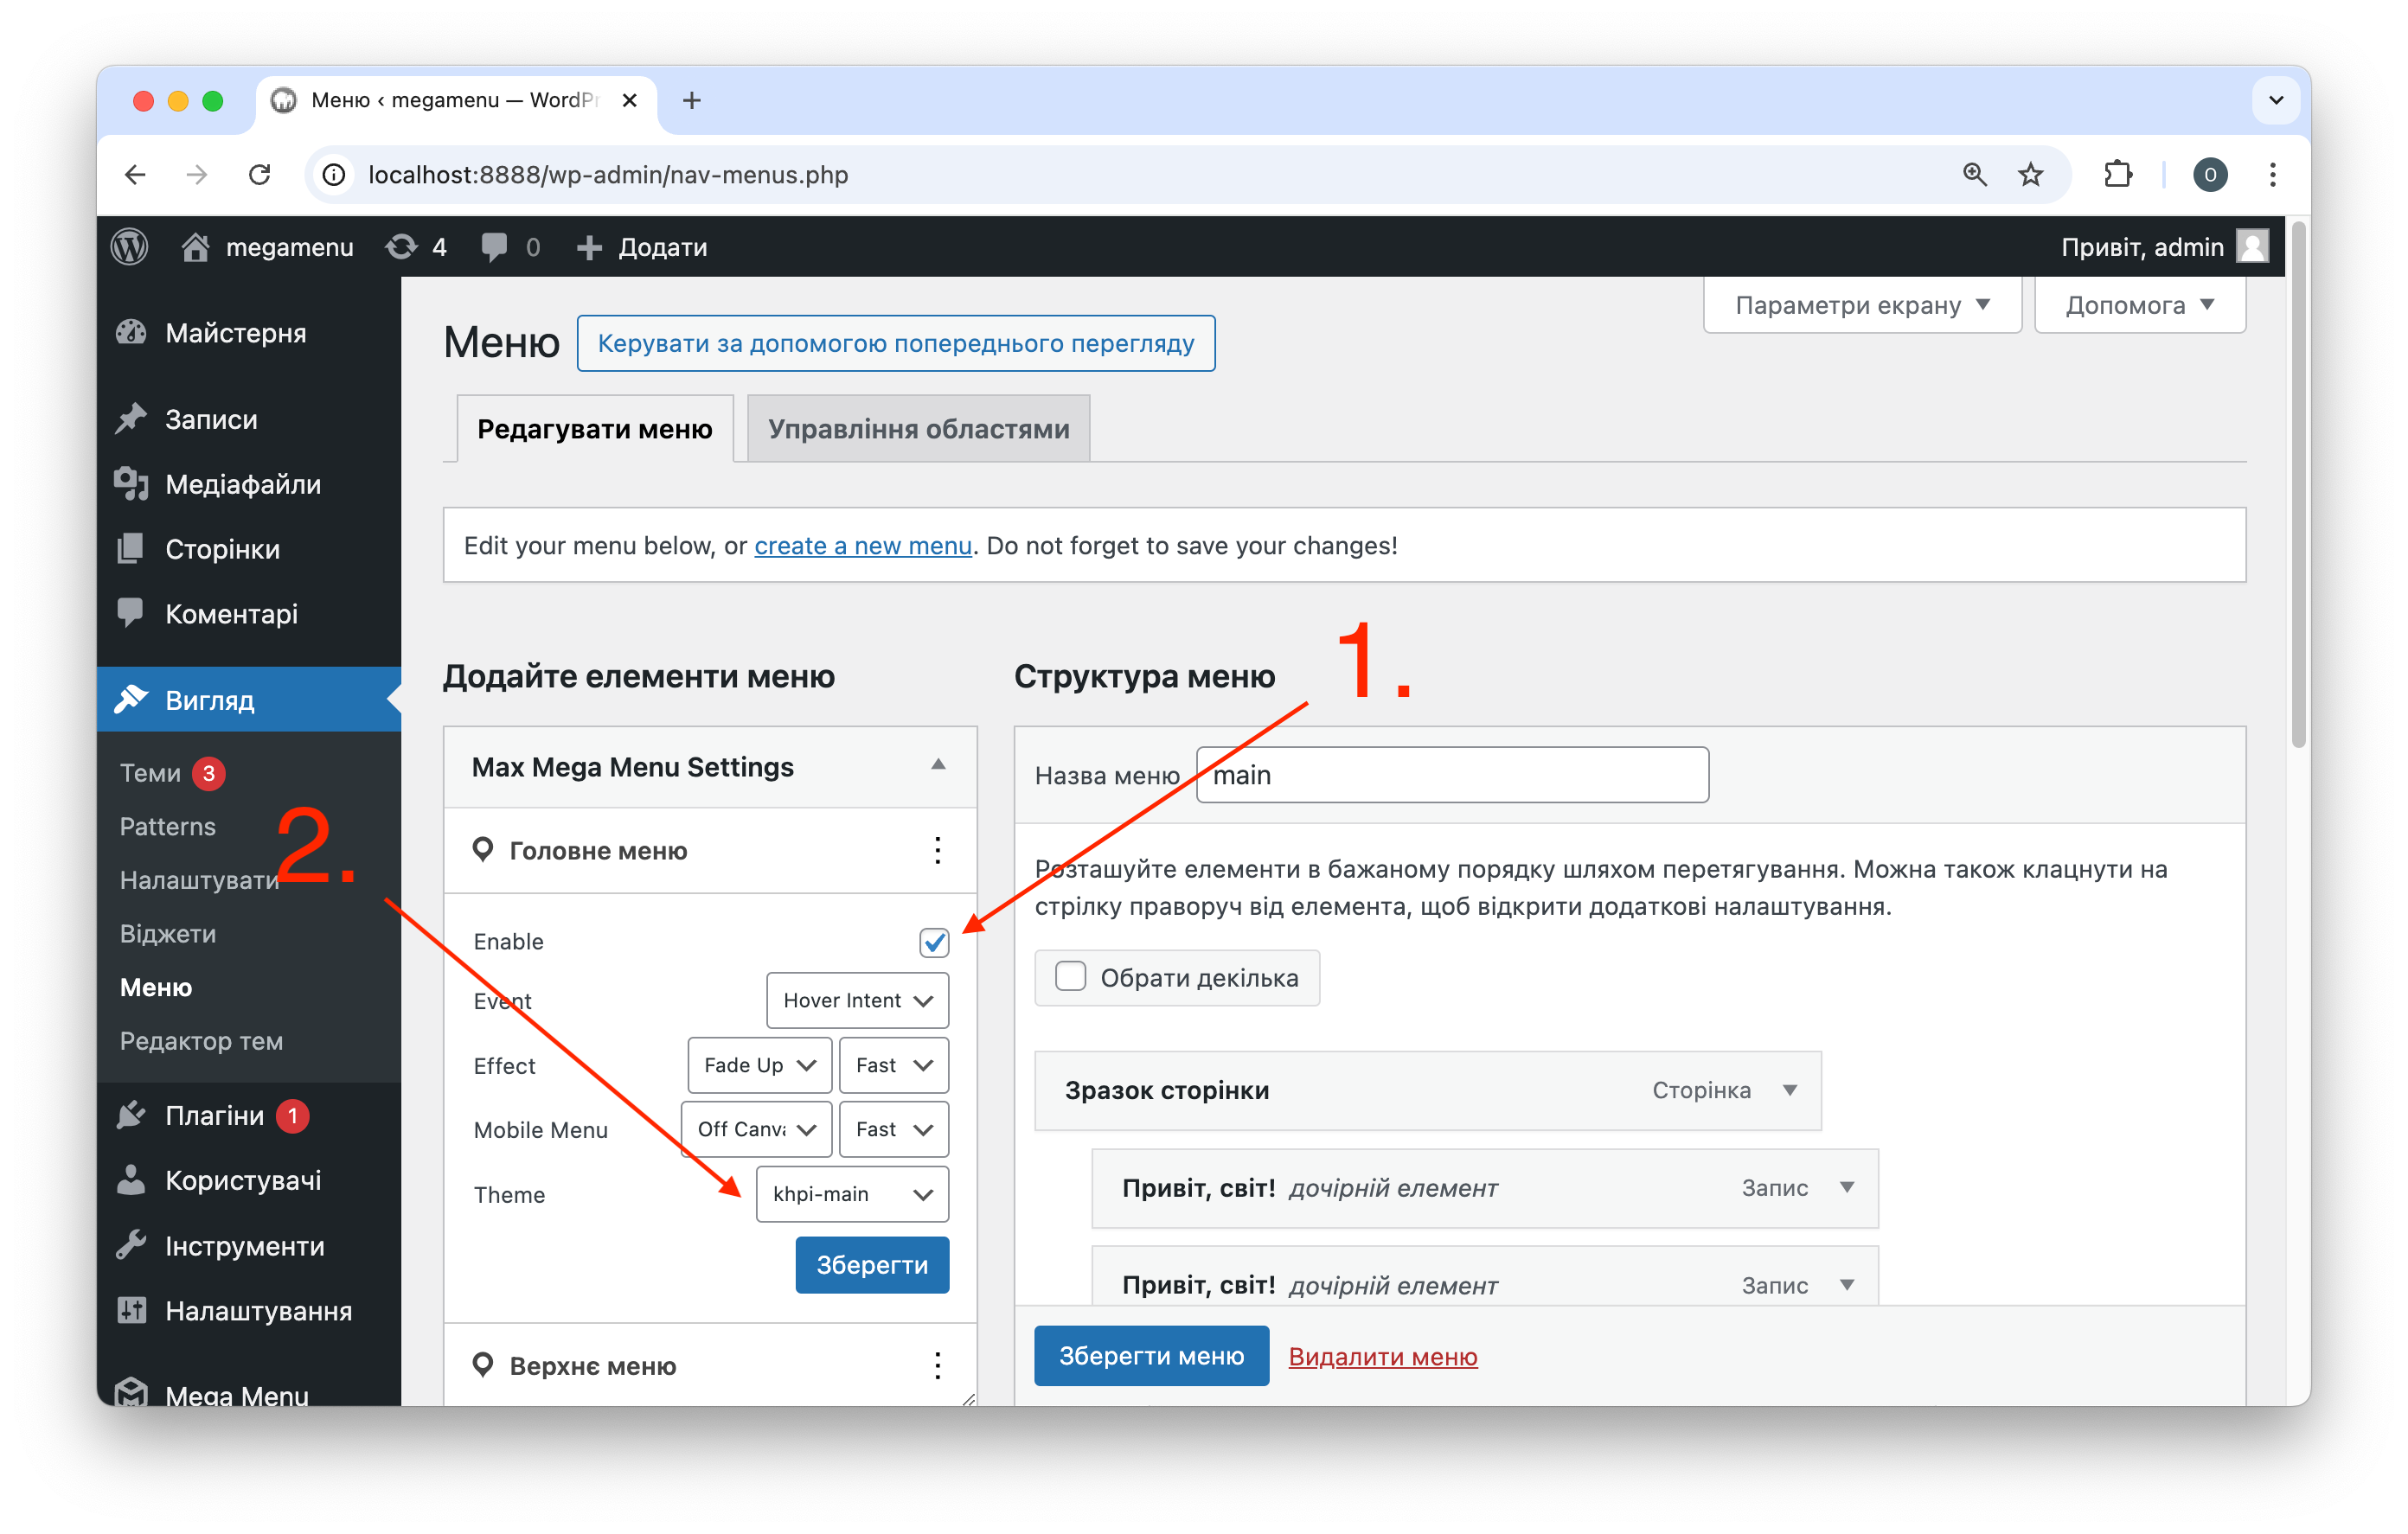 Меню ‹ megamenu — WordPr
localhost:8888/wp-admin/nav-menus.php
O
megamenu 4 0 Додати
Привіт, admin
Майстерня
Записи
Медіафайли
Сторінки
Коментарі
Вигляд
Теми 3
Patterns
Налаштувати
Віджети
Меню
Редактор тем
Плагіни 1
Користувачі
Інструменти
Налаштування
Mega Menu
Параметри екрану
Допомога
Меню
Керувати за допомогою попереднього перегляду
Редагувати меню
Управління областями
Edit your menu below, or create a new menu. Do not forget to save your changes!
Додайте елементи меню
Max Mega Menu Settings
Головне меню
Enable
Event Hover Intent
Effect Fade Up Fast
Mobile Menu Off Canva Fast
Theme khpi-main
Зберегти
Верхнє меню
Структура меню
1.
2.
Назва меню main
Розташуйте елементи в бажаному порядку шляхом перетягування. Можна також клацнути на
стрілку праворуч від елемента, щоб відкрити додаткові налаштування.
Обрати декілька
Зразок сторінки Сторінка
Привіт, світ! дочірній елемент Запис
Привіт, світ! дочірній елемент Запис
Зберегти меню Видалити меню